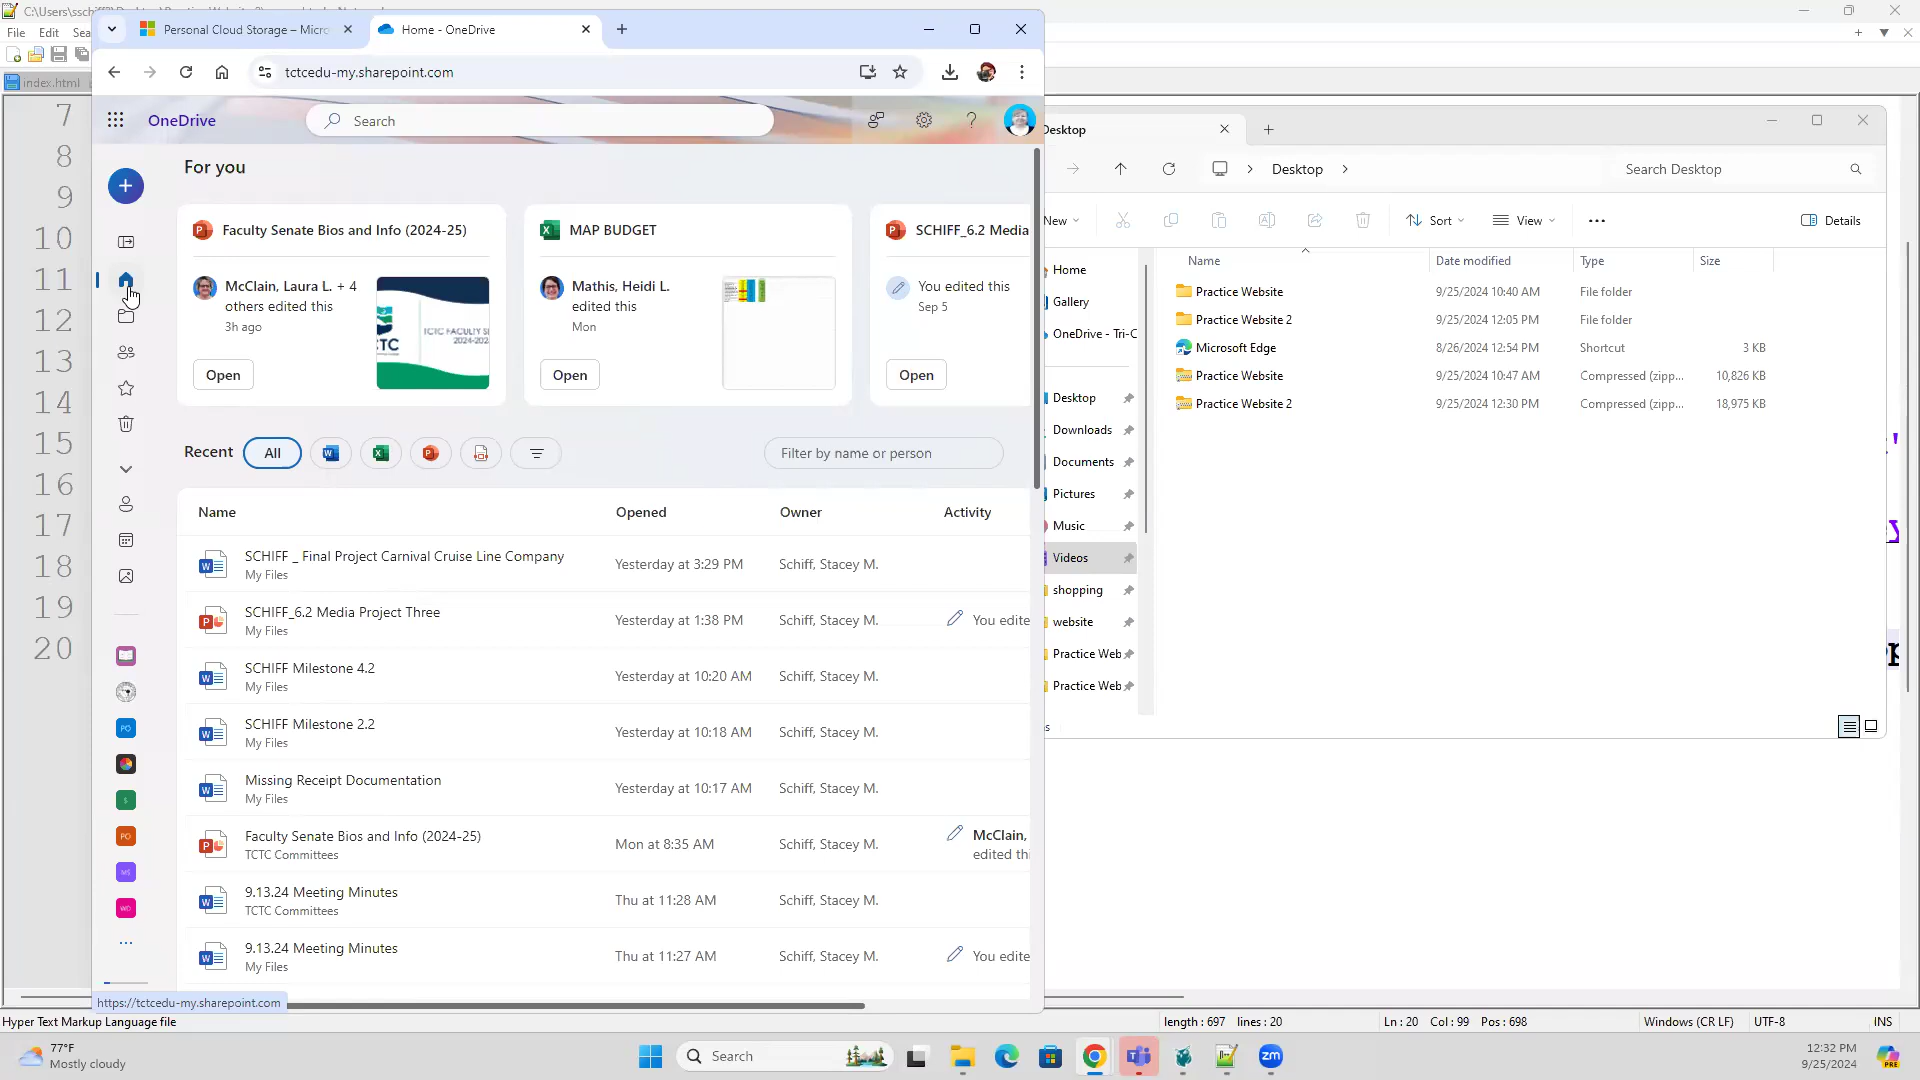 File Edit Sea
index.html
7
8
9
10
11
12
13
14
15
16
17
18
19
20
Personal Cloud Storage – Micr
Home - OneDrive
tctcedu-my.sharepoint.com
OneDrive
Search
For you
Faculty Senate Bios and Info (2024-25)
McClain, Laura L. + 4
others edited this
3h ago
Open
MAP BUDGET
Mathis, Heidi L.
edited this
Mon
Open
SCHIFF_6.2 Media
You edited this
Sep 5
Open
Recent All
Filter by name or person
Name Opened Owner Activity
SCHIFF _ Final Project Carnival Cruise Line Company
My Files
Yesterday at 3:29 PM Schiff, Stacey M.
SCHIFF_6.2 Media Project Three
My Files
Yesterday at 1:38 PM Schiff, Stacey M. You edite
SCHIFF Milestone 4.2
My Files
Yesterday at 10:20 AM Schiff, Stacey M.
SCHIFF Milestone 2.2
My Files
Yesterday at 10:18 AM Schiff, Stacey M.
Missing Receipt Documentation
My Files
Yesterday at 10:17 AM Schiff, Stacey M.
Faculty Senate Bios and Info (2024-25)
TCTC Committees
Mon at 8:35 AM Schiff, Stacey M.
McClain,
edited thi
9.13.24 Meeting Minutes
TCTC Committees
Thu at 11:28 AM Schiff, Stacey M.
9.13.24 Meeting Minutes
My Files
Thu at 11:27 AM Schiff, Stacey M. You edite
https://tctcedu-my.sharepoint.com
Desktop
Desktop
Search Desktop
New
Sort
View
Details
Name Date modified Type Size
Home
Gallery
OneDrive - Tri-C
Desktop
Downloads
Documents
Pictures
Music
Videos
shopping
website
Practice Web
Practice Web
Practice Website 9/25/2024 10:40 AM File folder
Practice Website 2 9/25/2024 12:05 PM File folder
Microsoft Edge 8/26/2024 12:54 PM Shortcut 3 KB
Practice Website 9/25/2024 10:47 AM Compressed (zipp... 10,826 KB
Practice Website 2 9/25/2024 12:30 PM Compressed (zipp... 18,975 KB
Hyper Text Markup Language file length : 697 lines : 20 Ln : 20 Col : 99 Pos : 698 Windows (CR LF) UTF-8 INS
77°F
Mostly cloudy
Search
12:32 PM
9/25/2024